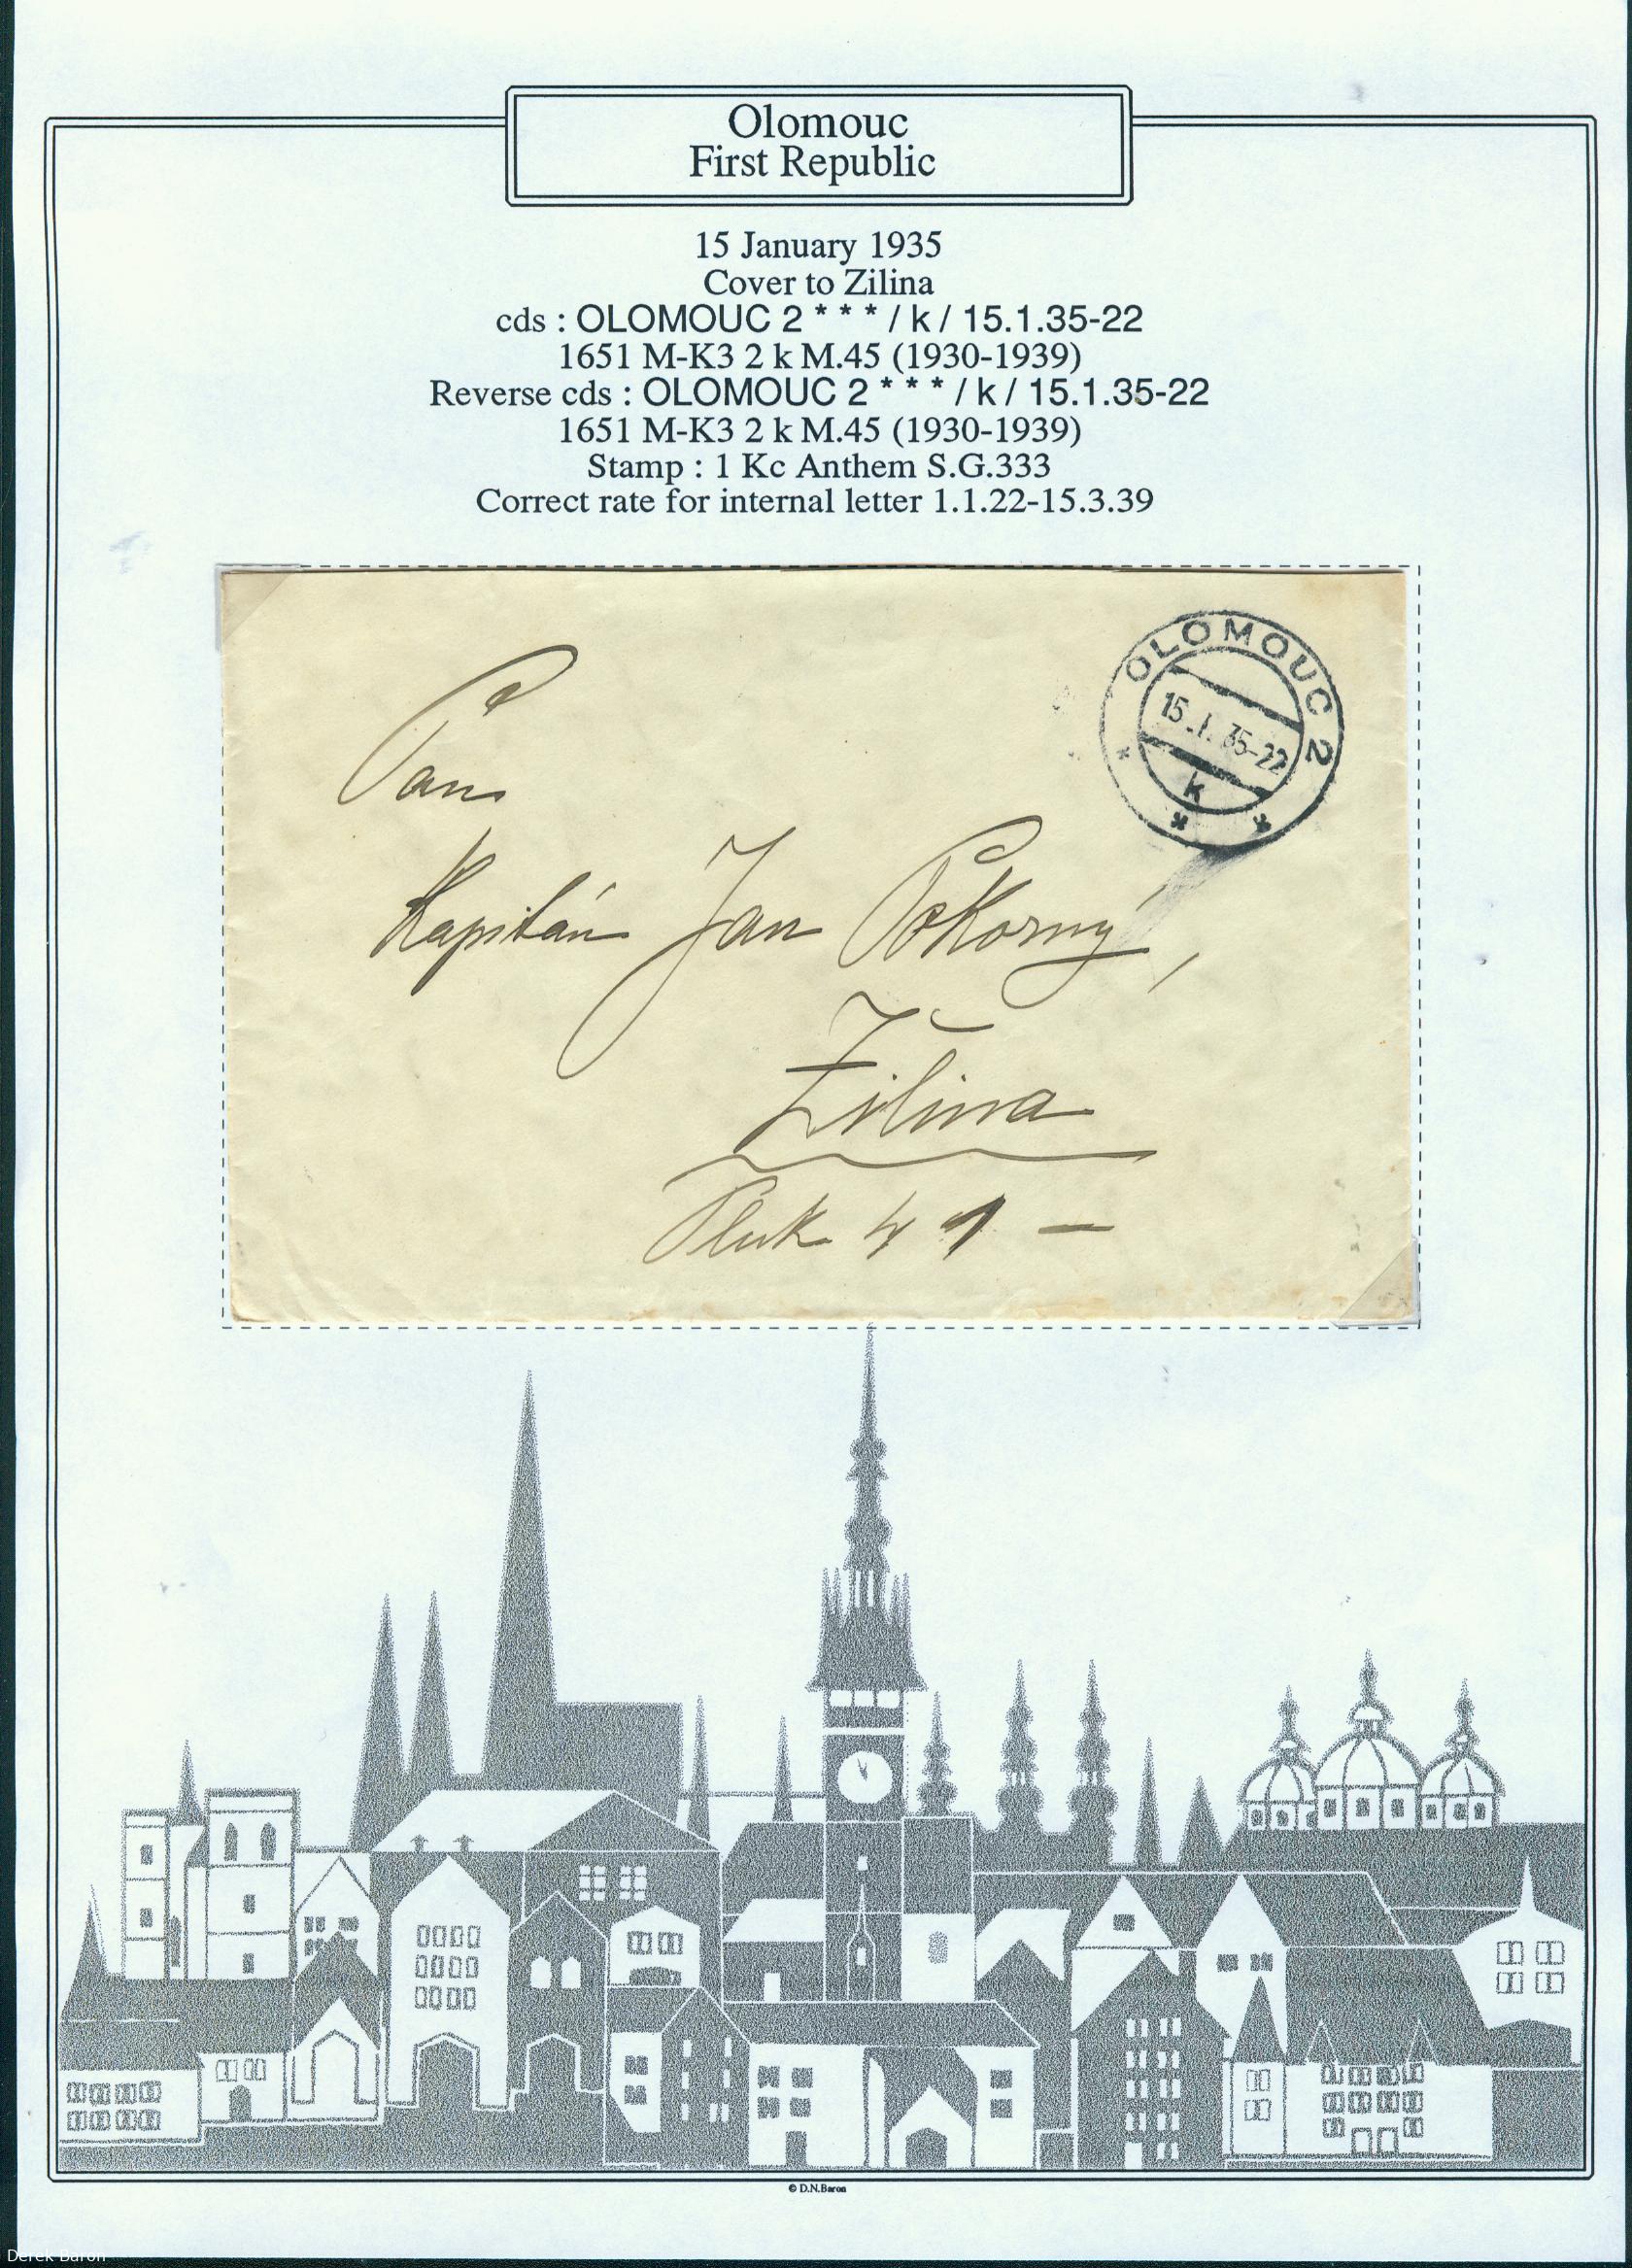 Olomouc
First Republic
15 January 1935
Cover to Zilina
cds : OLOMOUC 2 * * * / k / 15.1.35-22
1651 M-K3 2 k M.45 (1930-1939)
Reverse cds : OLOMOUC 2 * * * / k / 15.1.35-22
1651 M-K3 2 k M.45 (1930-1939)
Stamp : 1 Kc Anthem S.G.333
Correct rate for internal letter 1.1.22-15.3.39
OLOMOUC 2
15.I.35-22
k
* * *
Pan
Kapitán Jan Pokorný,
Žilina
Pluk 41 —
© D.N.Baron
Derek Baron